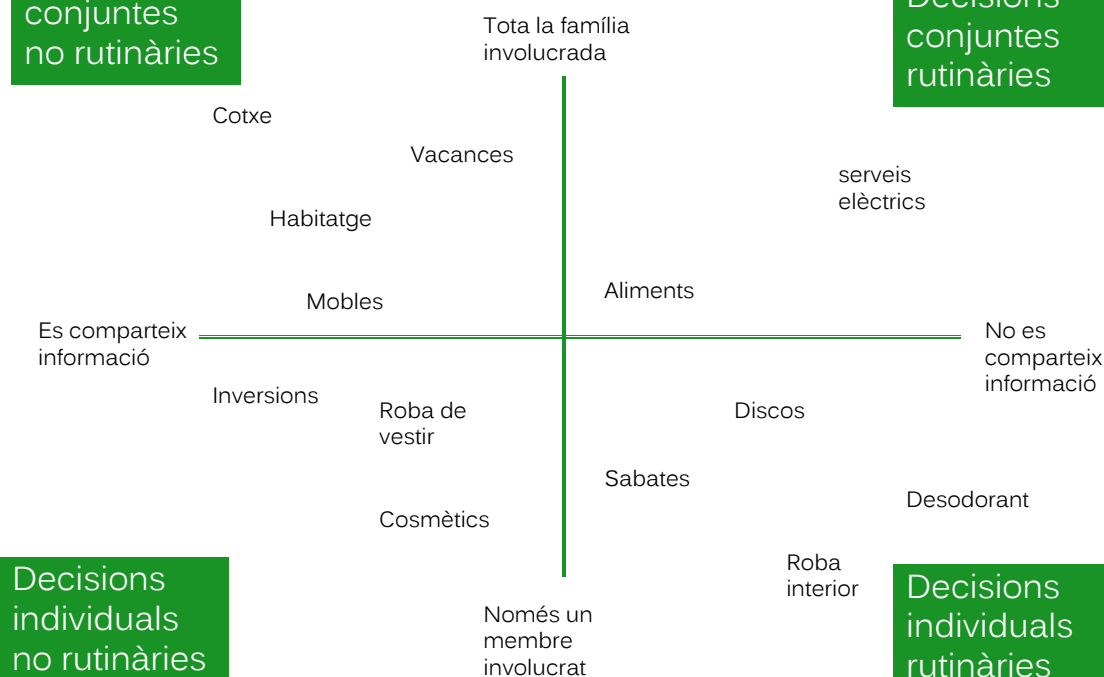 conjuntes
no rutinàries
Tota la família
involucrada
Decisions
conjuntes
rutinàries
Cotxe
Vacances
serveis
elèctrics
Habitatge
Aliments
Mobles
Es comparteix
informació
No es
comparteix
informació
Inversions
Roba de
vestir
Discos
Sabates
Desodorant
Cosmètics
Roba
interior
Decisions
individuals
no rutinàries
Només un
membre
involucrat
Decisions
individuals
rutinàries